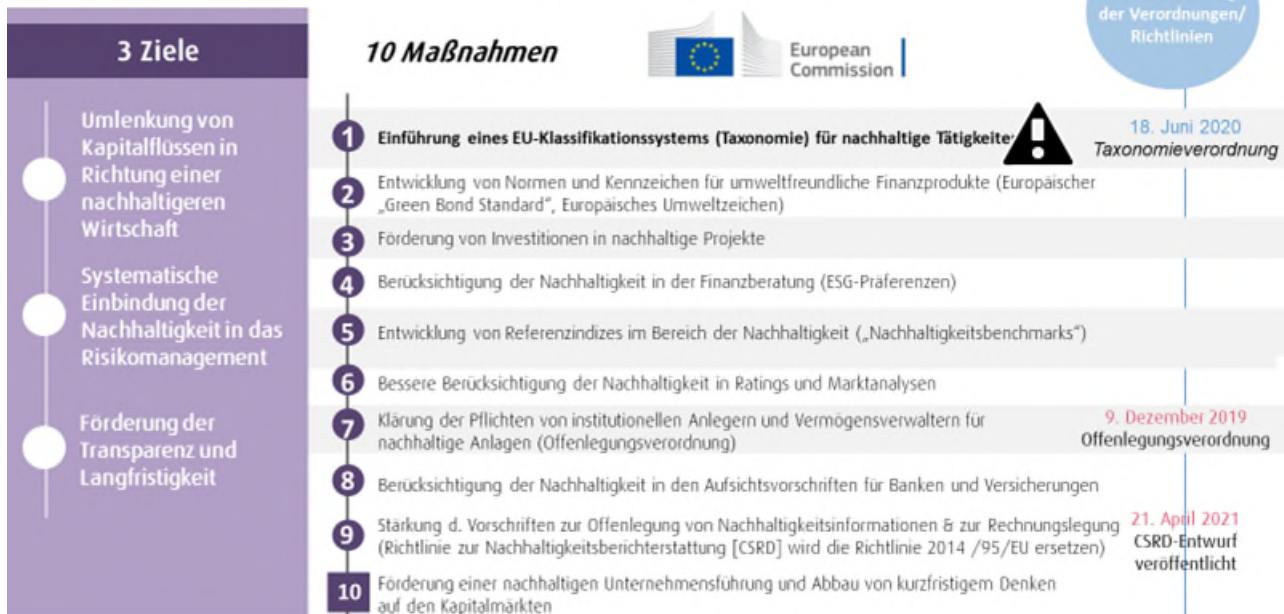 3 Ziele
Umlenkung von
Kapitalflüssen in
Richtung einer
nachhaltigeren
Wirtschaft
Systematische
Einbindung der
Nachhaltigkeit in das
Risikomanagement
Förderung der
Transparenz und
Langfristigkeit
10 Maßnahmen
European
Commission
der Verordnungen/
Richtlinien
1 Einführung eines EU-Klassifikationssystems (Taxonomie) für nachhaltige
18. Juni 2020
Taxonomieverordnung
2 Entwicklung von Normen und Kennzeichen für umweltfreundliche Finanzprodukte (Europäischer
„Green Bond Standard“, Europäisches Umweltzeichen)
3 Förderung von Investitionen in nachhaltige Projekte
4 Berücksichtigung der Nachhaltigkeit in der Finanzberatung (ESG-Präferenzen)
5 Entwicklung von Referenzindizes im Bereich der Nachhaltigkeit („Nachhaltigkeitsbenchmarks“)
6 Bessere Berücksichtigung der Nachhaltigkeit in Ratings und Marktanalysen
7 Klärung der Pflichten von institutionellen Anlegern und Vermögensverwaltern für
nachhaltige Anlagen (Offenlegungsverordnung)
9. Dezember 2019
Offenlegungsverordnung
8 Berücksichtigung der Nachhaltigkeit in den Aufsichtsvorschriften für Banken und Versicherungen
9 Stärkung d. Vorschriften zur Offenlegung von Nachhaltigkeitsinformationen & zur Rechnungslegung
(Richtlinie zur Nachhaltigkeitsberichterstattung [CSRD] wird die Richtlinie 2014 /95/EU ersetzen)
21. April 2021
CSRD-Entwurf
veröffentlicht
10 Förderung einer nachhaltigen Unternehmensführung und Abbau von kurzfristigem Denken
auf den Kapitalmärkten